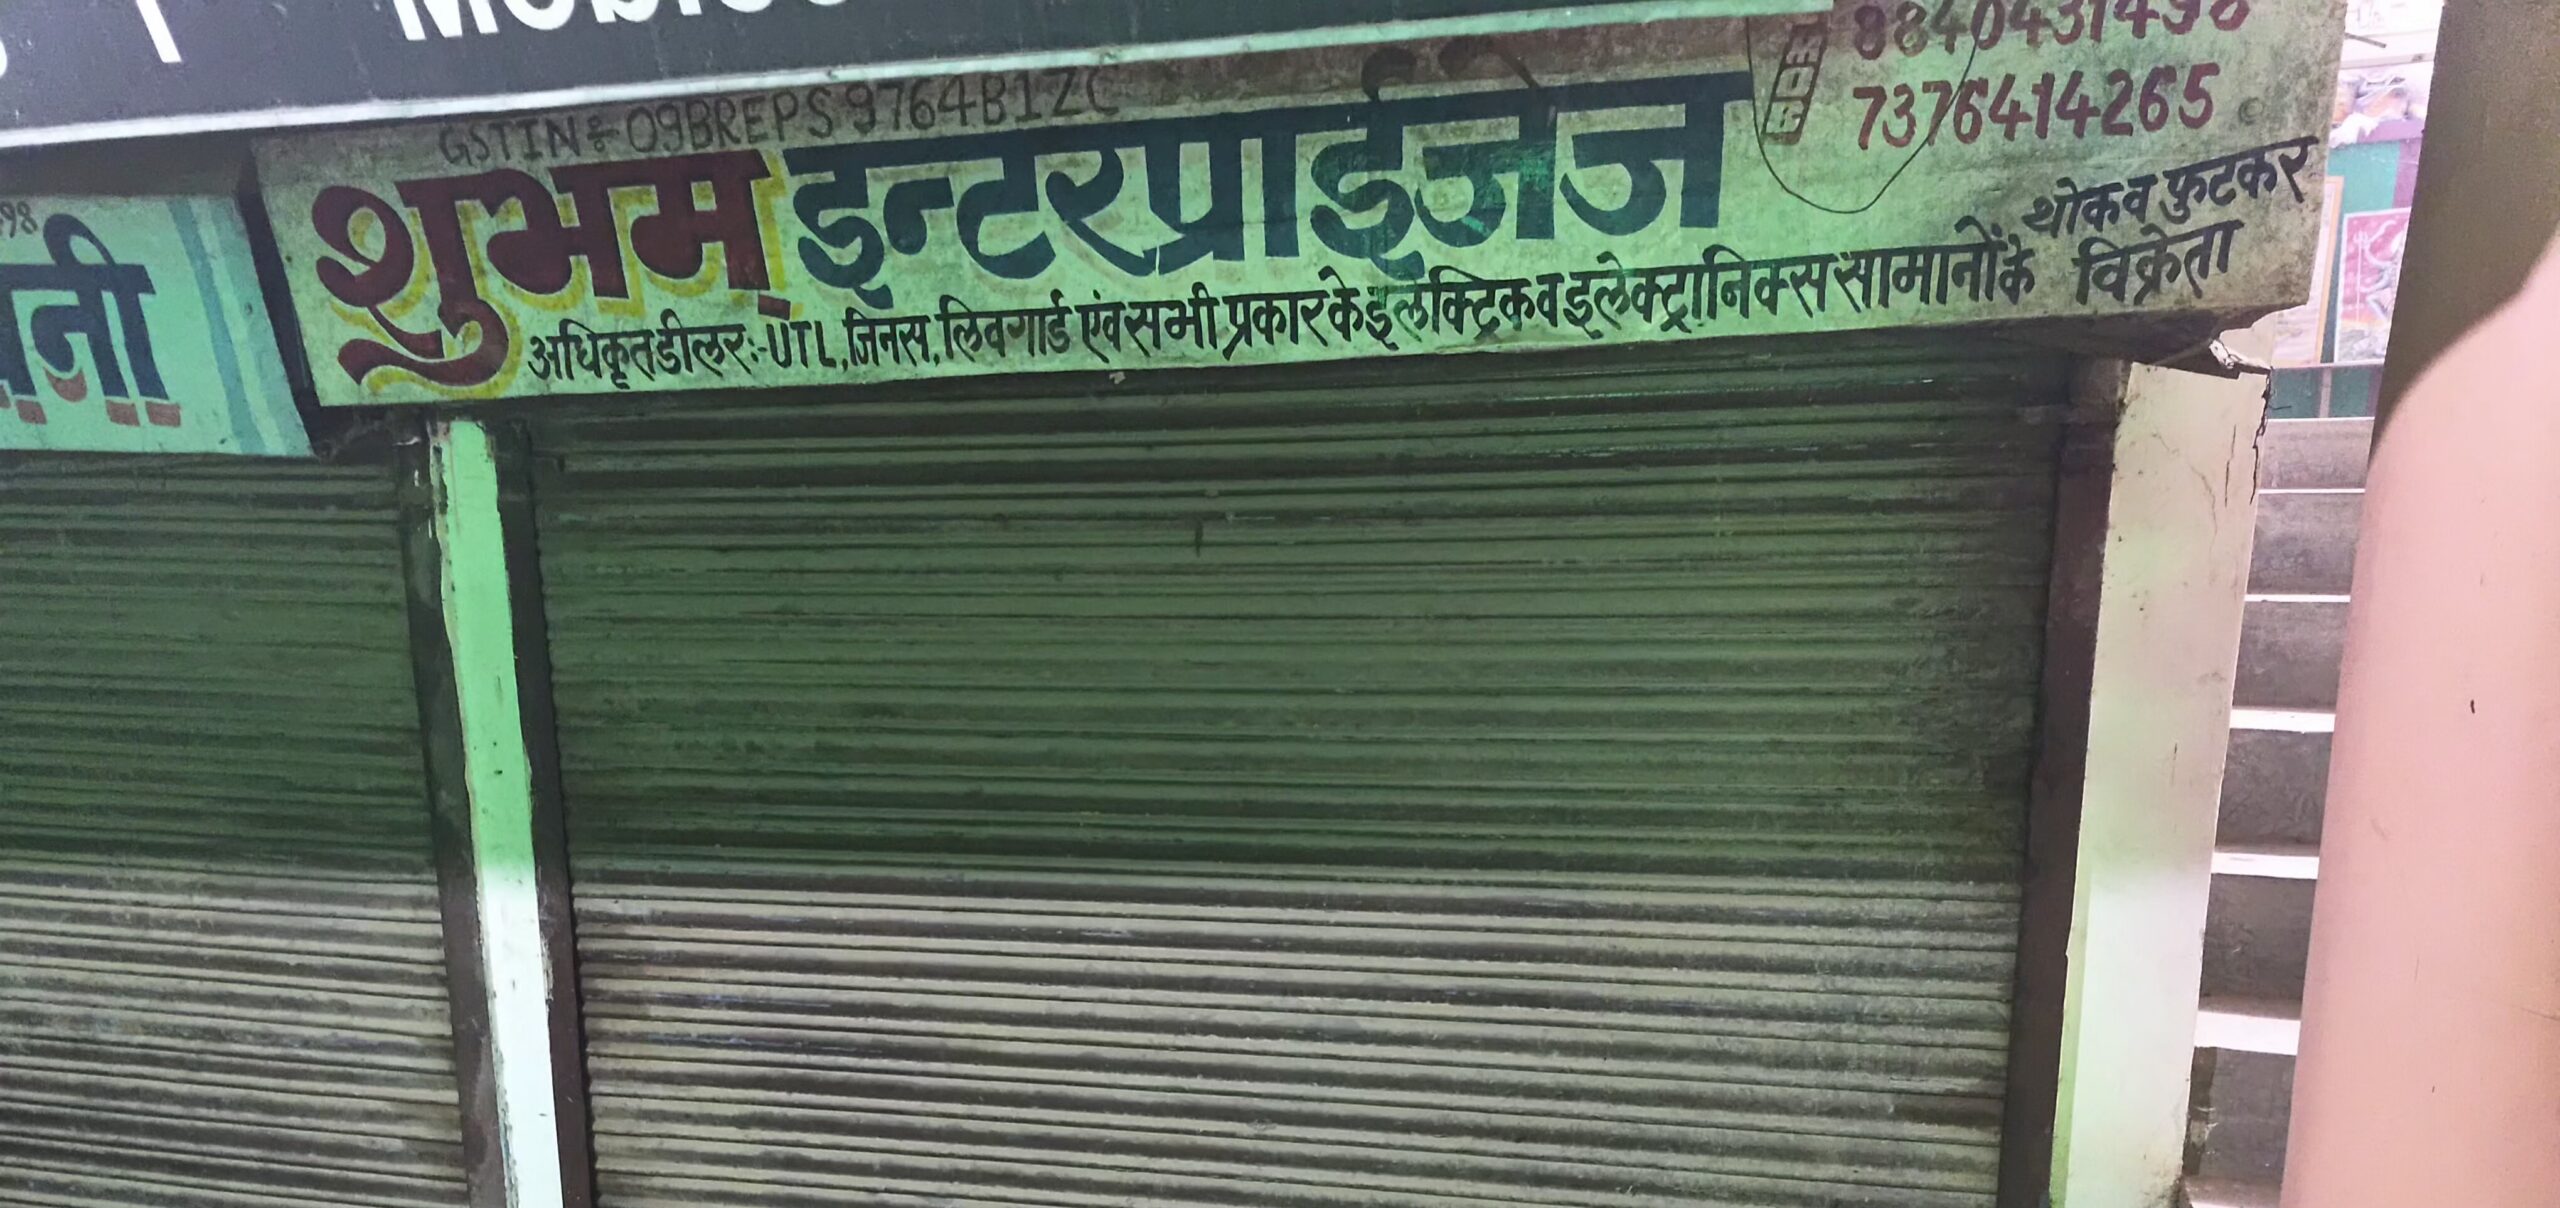 GSTIN:- 09BREPS9764B1ZC
8840431498
7376414265
शुभम् इन्टरप्राईजेज
थोक व फुटकर
अधिकृत डीलर:- UTL, जिनस, लिवगार्ड एंव सभी प्रकार के इलेक्ट्रिक व इलेक्ट्रानिक्स सामानों के विक्रेता